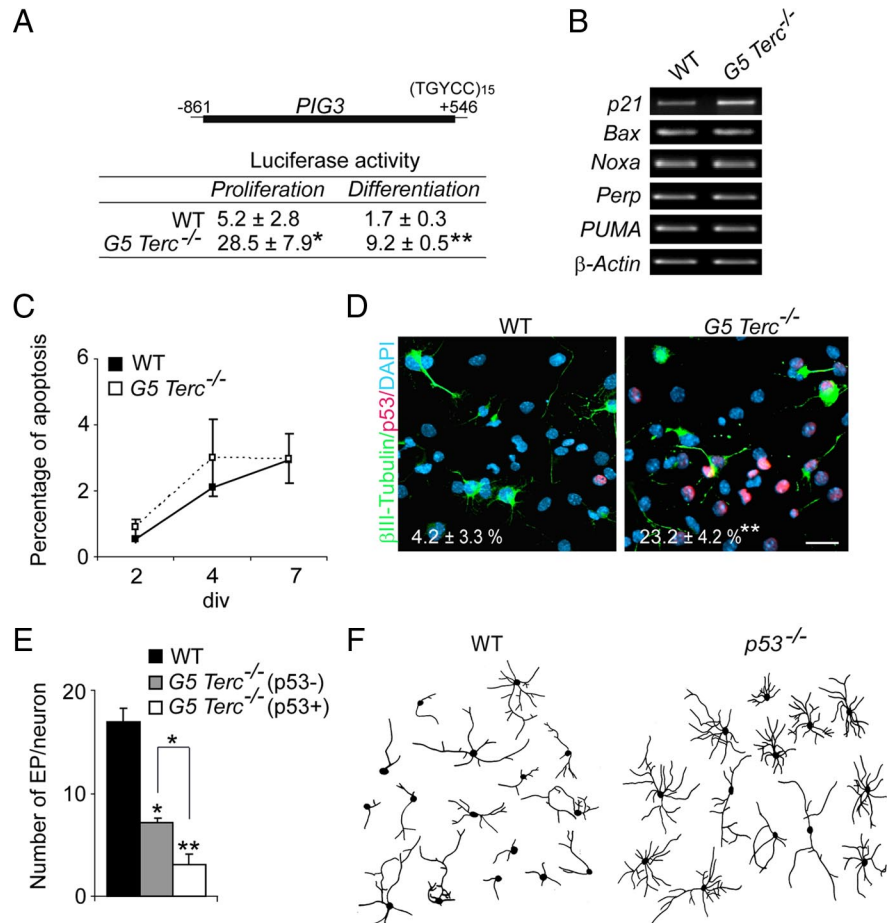 A
(TGYCC)15
-861 PIG3 +546
Luciferase activity
Proliferation Differentiation
WT 5.2 ± 2.8 1.7 ± 0.3
G5 Terc-/- 28.5 ± 7.9* 9.2 ± 0.5**
B
WT G5 Terc-/-
p21
Bax
Noxa
Perp
PUMA
β-Actin
C
WT
G5 Terc-/-
Percentage of apoptosis
6
4
2
0
2 4 7
div
D
WT G5 Terc-/-
βIII-Tubulin/p53/DAPI
4.2 ± 3.3 % 23.2 ± 4.2 %**
E
WT
G5 Terc-/- (p53-)
G5 Terc-/- (p53+)
Number of EP/neuron
20
10
0
*
*
**
F
WT p53-/-